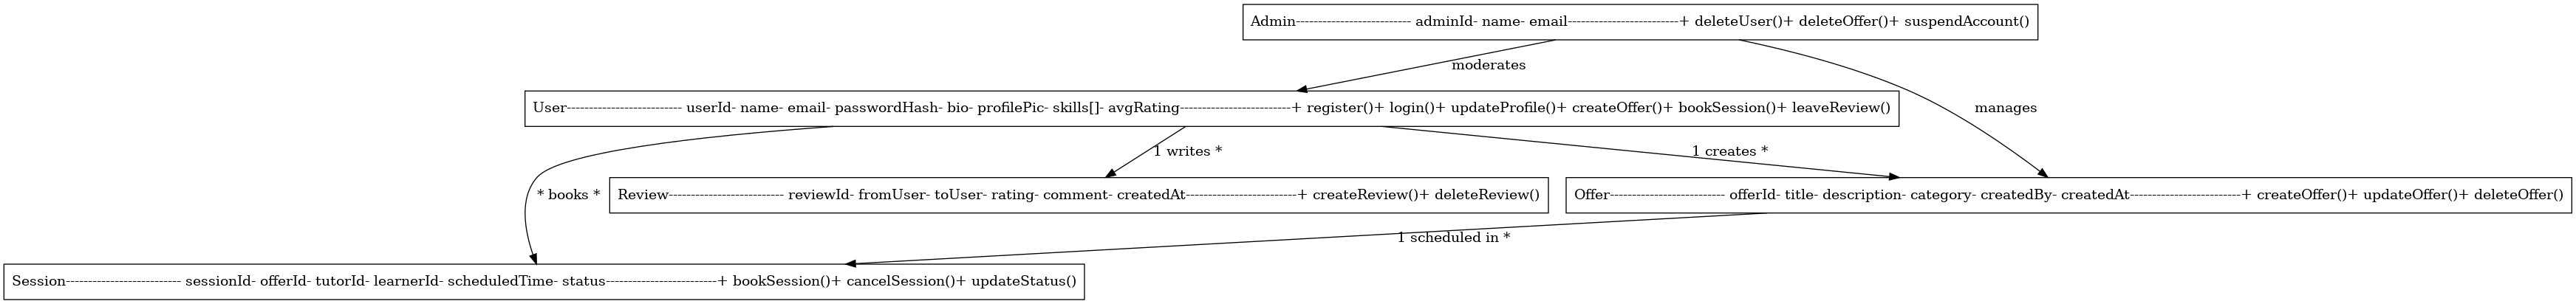 Admin-------------------------- adminId- name- email-------------------------+ deleteUser()+ deleteOffer()+ suspendAccount()
moderates
User-------------------------- userId- name- email- passwordHash- bio- profilePic- skills[]- avgRating-------------------------+ register()+ login()+ updateProfile()+ createOffer()+ bookSession()+ leaveReview()
manages
1 writes *
1 creates *
* books *
Review-------------------------- reviewId- fromUser- toUser- rating- comment- createdAt-------------------------+ createReview()+ deleteReview()
Offer-------------------------- offerId- title- description- category- createdBy- createdAt-------------------------+ createOffer()+ updateOffer()+ deleteOffer()
1 scheduled in *
Session-------------------------- sessionId- offerId- tutorId- learnerId- scheduledTime- status-------------------------+ bookSession()+ cancelSession()+ updateStatus()